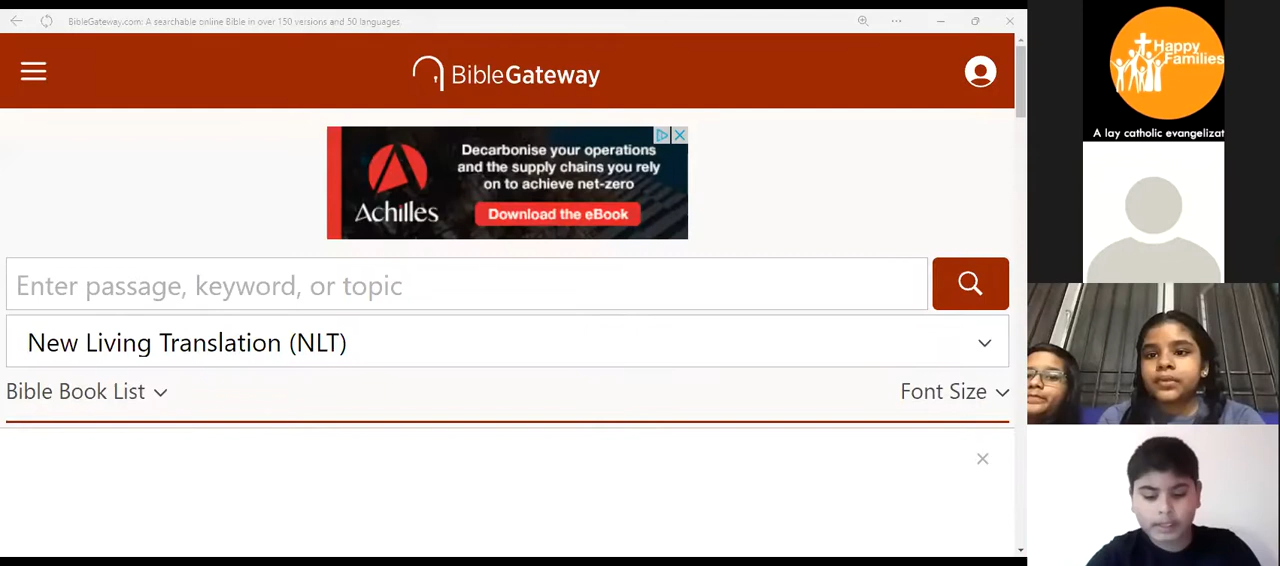 BibleGateway.com: A searchable online Bible in over 150 versions and 50 languages.
BibleGateway
Decarbonise your operations
and the supply chains you rely
on to achieve net-zero
Achilles
Download the eBook
Enter passage, keyword, or topic
New Living Translation (NLT)
Bible Book List
Font Size
Happy
Families
A lay catholic evangelizat